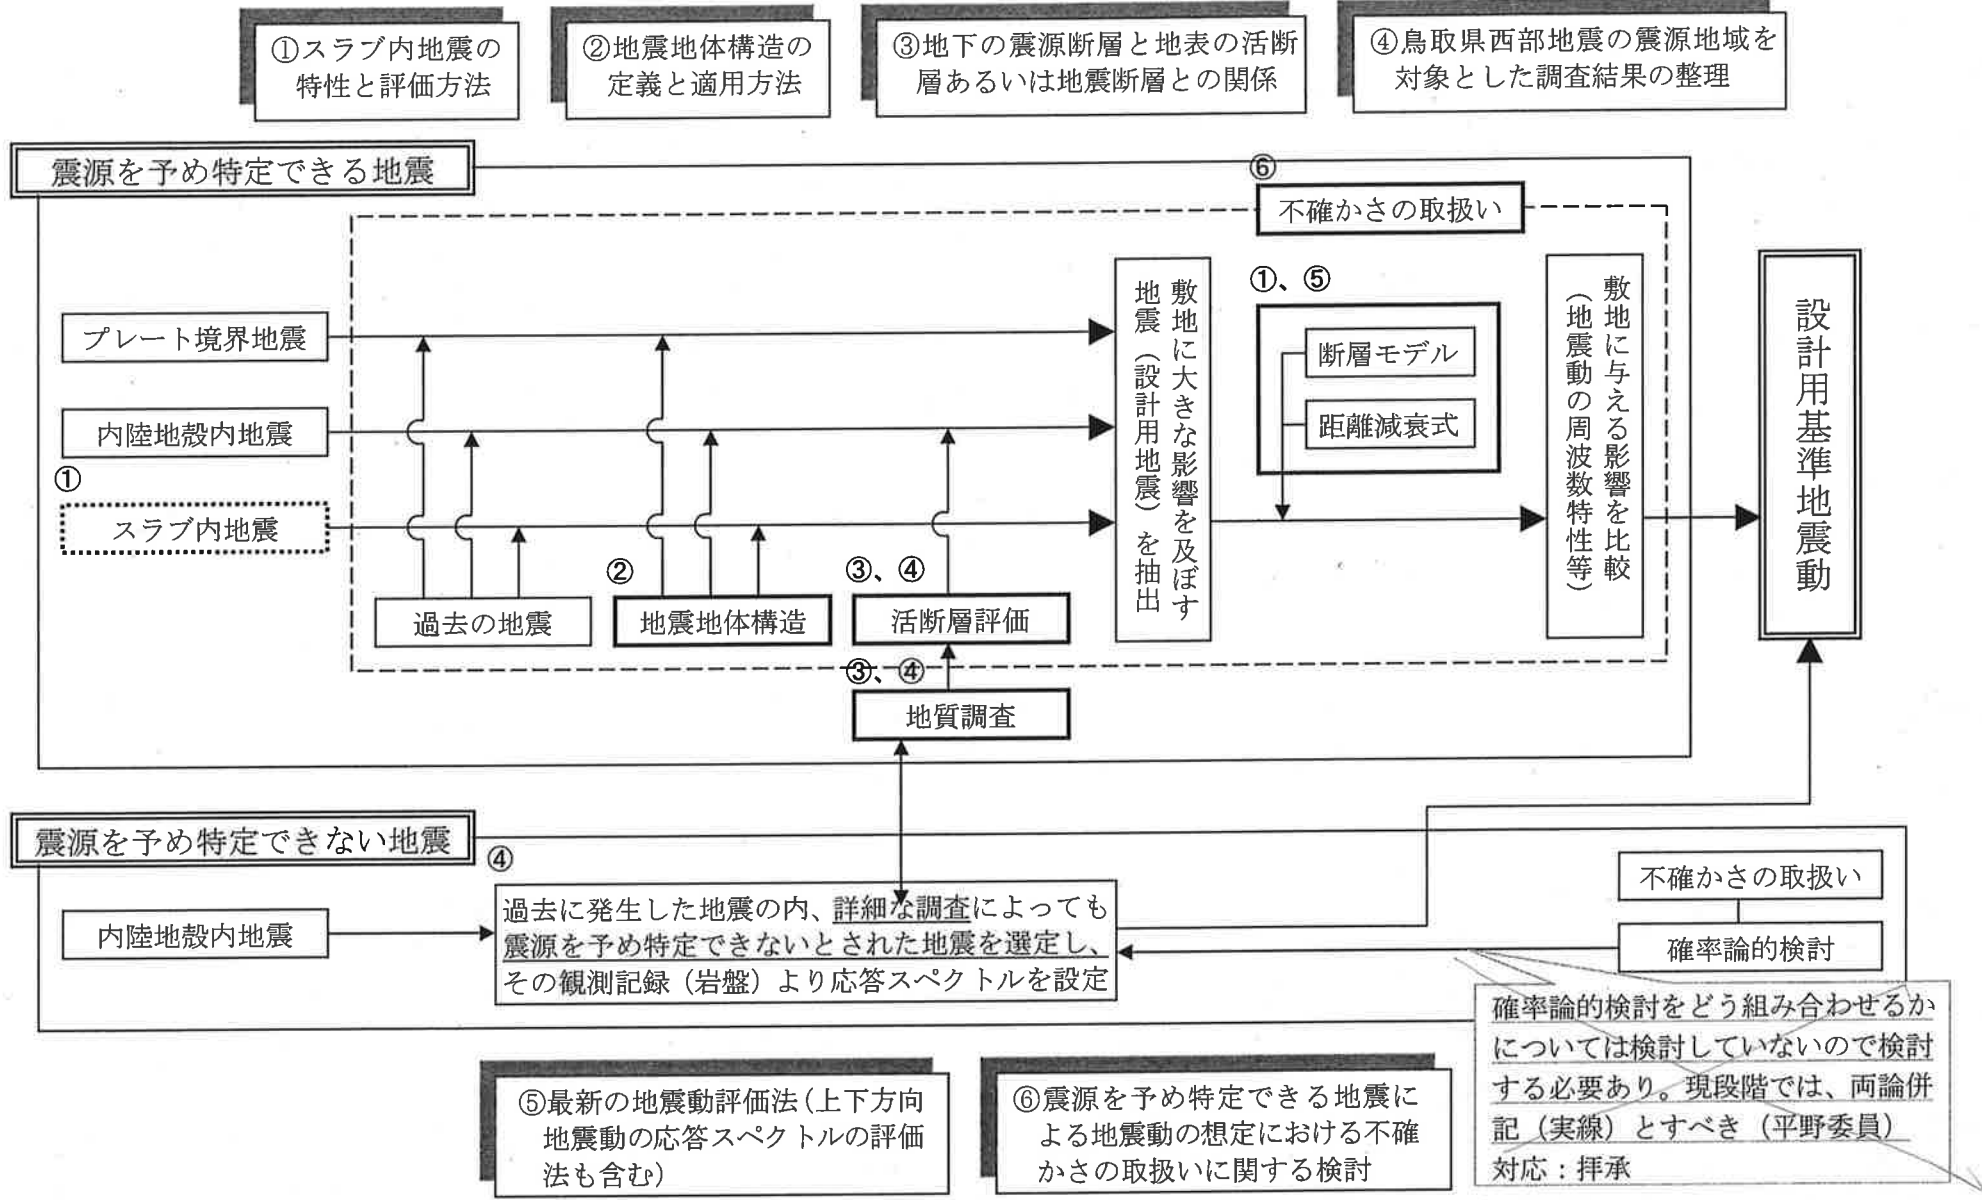 ①スラブ内地震の
特性と評価方法
②地震地体構造の
定義と適用方法
③地下の震源断層と地表の活断
層あるいは地震断層との関係
④鳥取県西部地震の震源地域を
対象とした調査結果の整理
震源を予め特定できる地震
⑥
不確かさの取扱い
プレート境界地震
内陸地殻内地震
①
スラブ内地震
過去の地震
②
地震地体構造
③、④
活断層評価
③、④
地質調査
敷地に大きな影響を及ぼす
地震（設計用地震）を抽出
①、⑤
断層モデル
距離減衰式
敷地に与える影響を比較
（地震動の周波数特性等）
設計用基準地震動
震源を予め特定できない地震
④
内陸地殻内地震
過去に発生した地震の内、詳細な調査によっても
震源を予め特定できないとされた地震を選定し、
その観測記録（岩盤）より応答スペクトルを設定
不確かさの取扱い
確率論的検討
確率論的検討をどう組み合わせるか
については検討していないので検討
する必要あり。現段階では、両論併
記（実線）とすべき（平野委員）
対応：拝承
⑤最新の地震動評価法（上下方向
地震動の応答スペクトルの評価
法も含む）
⑥震源を予め特定できる地震に
よる地震動の想定における不確
かさの取扱いに関する検討